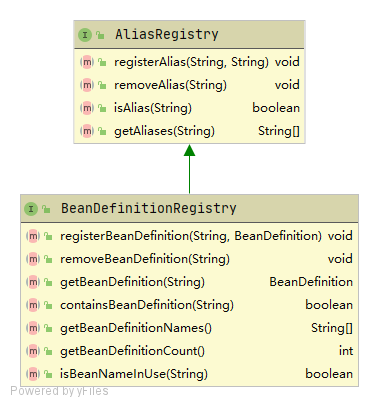 I AliasRegistry
m registerAlias(String, String) void
m removeAlias(String) void
m isAlias(String) boolean
m getAliases(String) String[]
I BeanDefinitionRegistry
m registerBeanDefinition(String, BeanDefinition) void
m removeBeanDefinition(String) void
m getBeanDefinition(String) BeanDefinition
m containsBeanDefinition(String) boolean
m getBeanDefinitionNames() String[]
m getBeanDefinitionCount() int
m isBeanNameInUse(String) boolean
Powered by yFiles